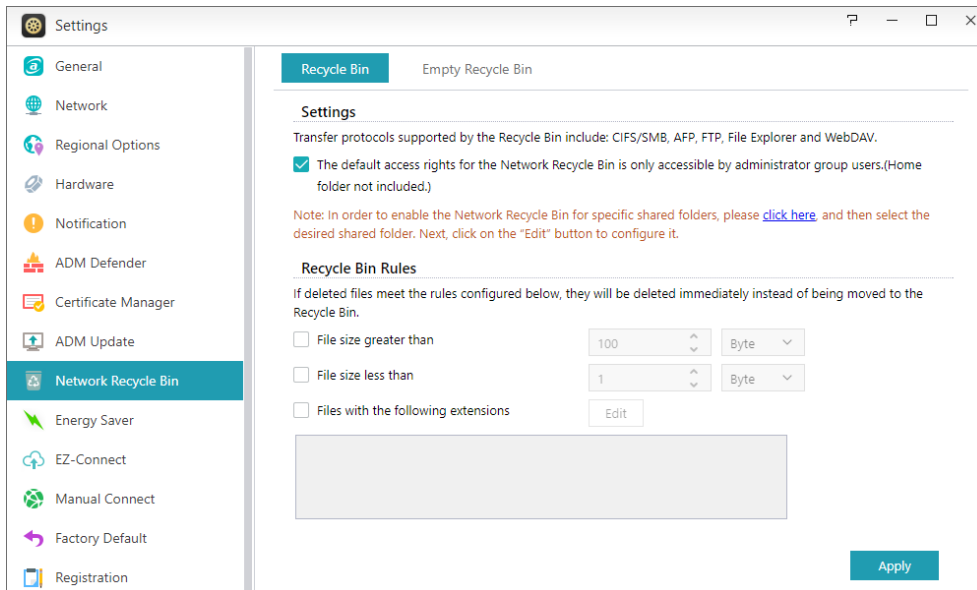 Settings
General
Network
Regional Options
Hardware
Notification
ADM Defender
Certificate Manager
ADM Update
Network Recycle Bin
Energy Saver
EZ-Connect
Manual Connect
Factory Default
Registration
Recycle Bin
Empty Recycle Bin
Settings
Transfer protocols supported by the Recycle Bin include: CIFS/SMB, AFP, FTP, File Explorer and WebDAV.
The default access rights for the Network Recycle Bin is only accessible by administrator group users.(Home
folder not included.)
Note: In order to enable the Network Recycle Bin for specific shared folders, please click here, and then select the
desired shared folder. Next, click on the “Edit” button to configure it.
Recycle Bin Rules
If deleted files meet the rules configured below, they will be deleted immediately instead of being moved to the
Recycle Bin.
File size greater than
100
Byte
File size less than
1
Byte
Files with the following extensions
Edit
Apply